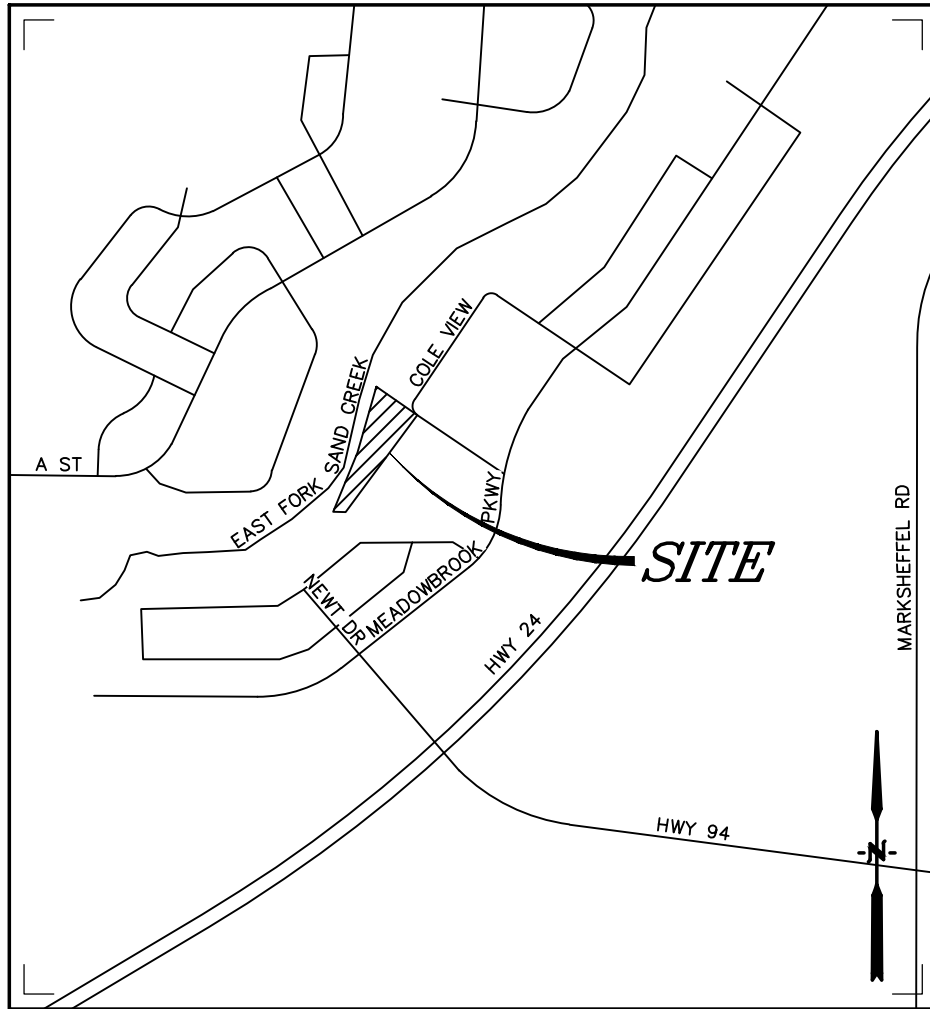 COLE VIEW
SAND CREEK
EAST FORK
A ST
PKWY
MEADOWBROOK
NEWT DR
SITE
HWY 24
MARKSHEFFEL RD
HWY 94
N